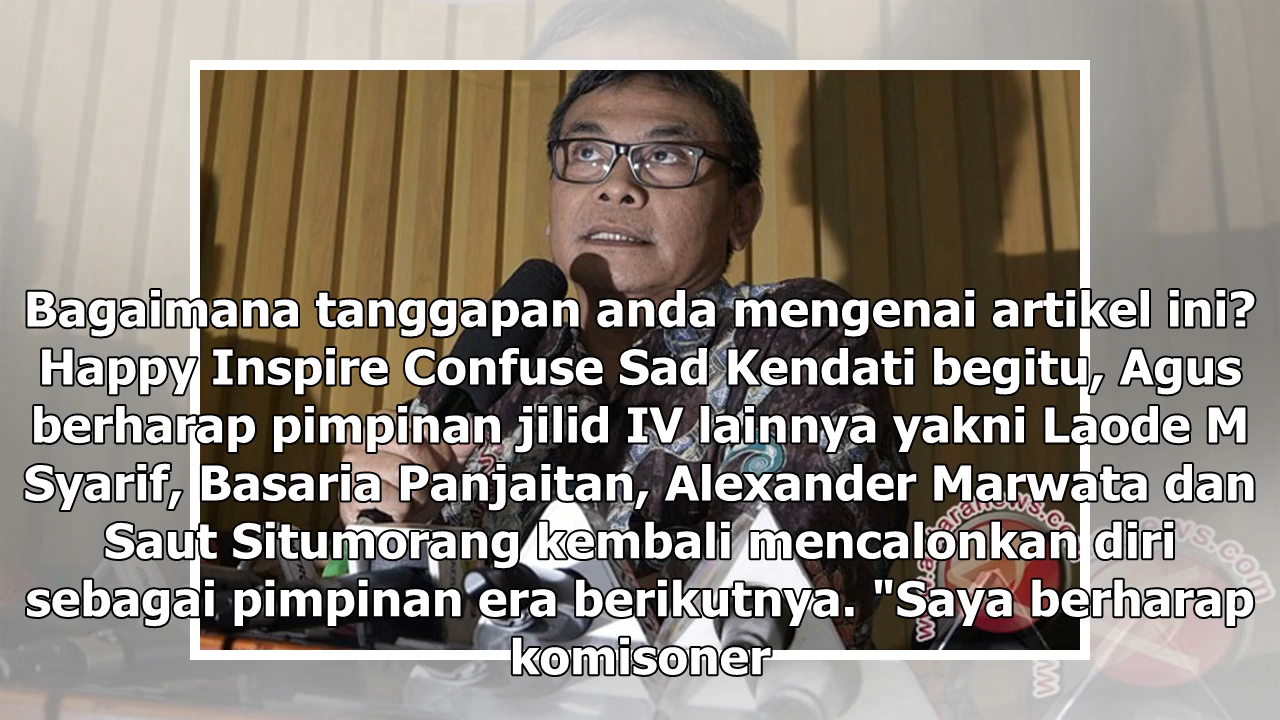 Bagaimana tanggapan anda mengenai artikel ini?
Happy Inspire Confuse Sad Kendati begitu, Agus
berharap pimpinan jilid IV lainnya yakni Laode M
Syarif, Basaria Panjaitan, Alexander Marwata dan
Saut Situmorang kembali mencalonkan diri
sebagai pimpinan era berikutnya. "Saya berharap
komisoner